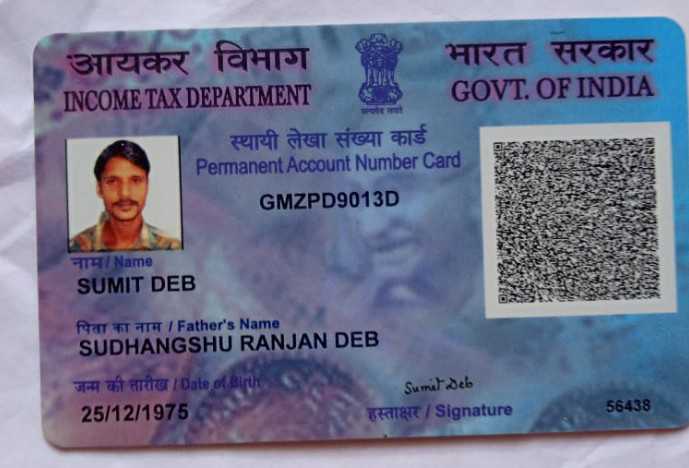 आयकर विभाग
INCOME TAX DEPARTMENT
भारत सरकार
GOVT. OF INDIA
सत्यमेव जयते
स्थायी लेखा संख्या कार्ड
Permanent Account Number Card
GMZPD9013D
नाम / Name
SUMIT DEB
पिता का नाम / Father's Name
SUDHANGSHU RANJAN DEB
जन्म की तारीख / Date of Birth
25/12/1975
Sumit Deb
हस्ताक्षर / Signature
56438